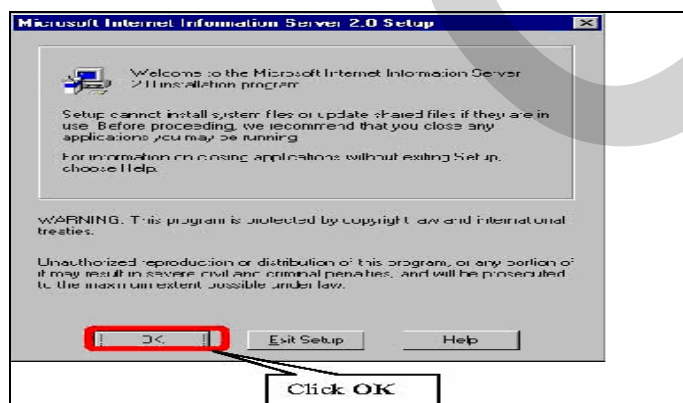 Microsoft Internet Information Server 2.0 Setup
Welcome to the Microsoft Internet Information Server
2.0 installation program.
Setup cannot install system files or update shared files if they are in
use. Before proceeding, we recommend that you close any
applications you may be running.
For information on closing applications without exiting Setup,
choose Help.
WARNING: This program is protected by copyright law and international
treaties.
Unauthorized reproduction or distribution of this program, or any portion of
it may result in severe civil and criminal penalties, and will be prosecuted
to the maximum extent possible under law.
OK Exit Setup Help
Click OK